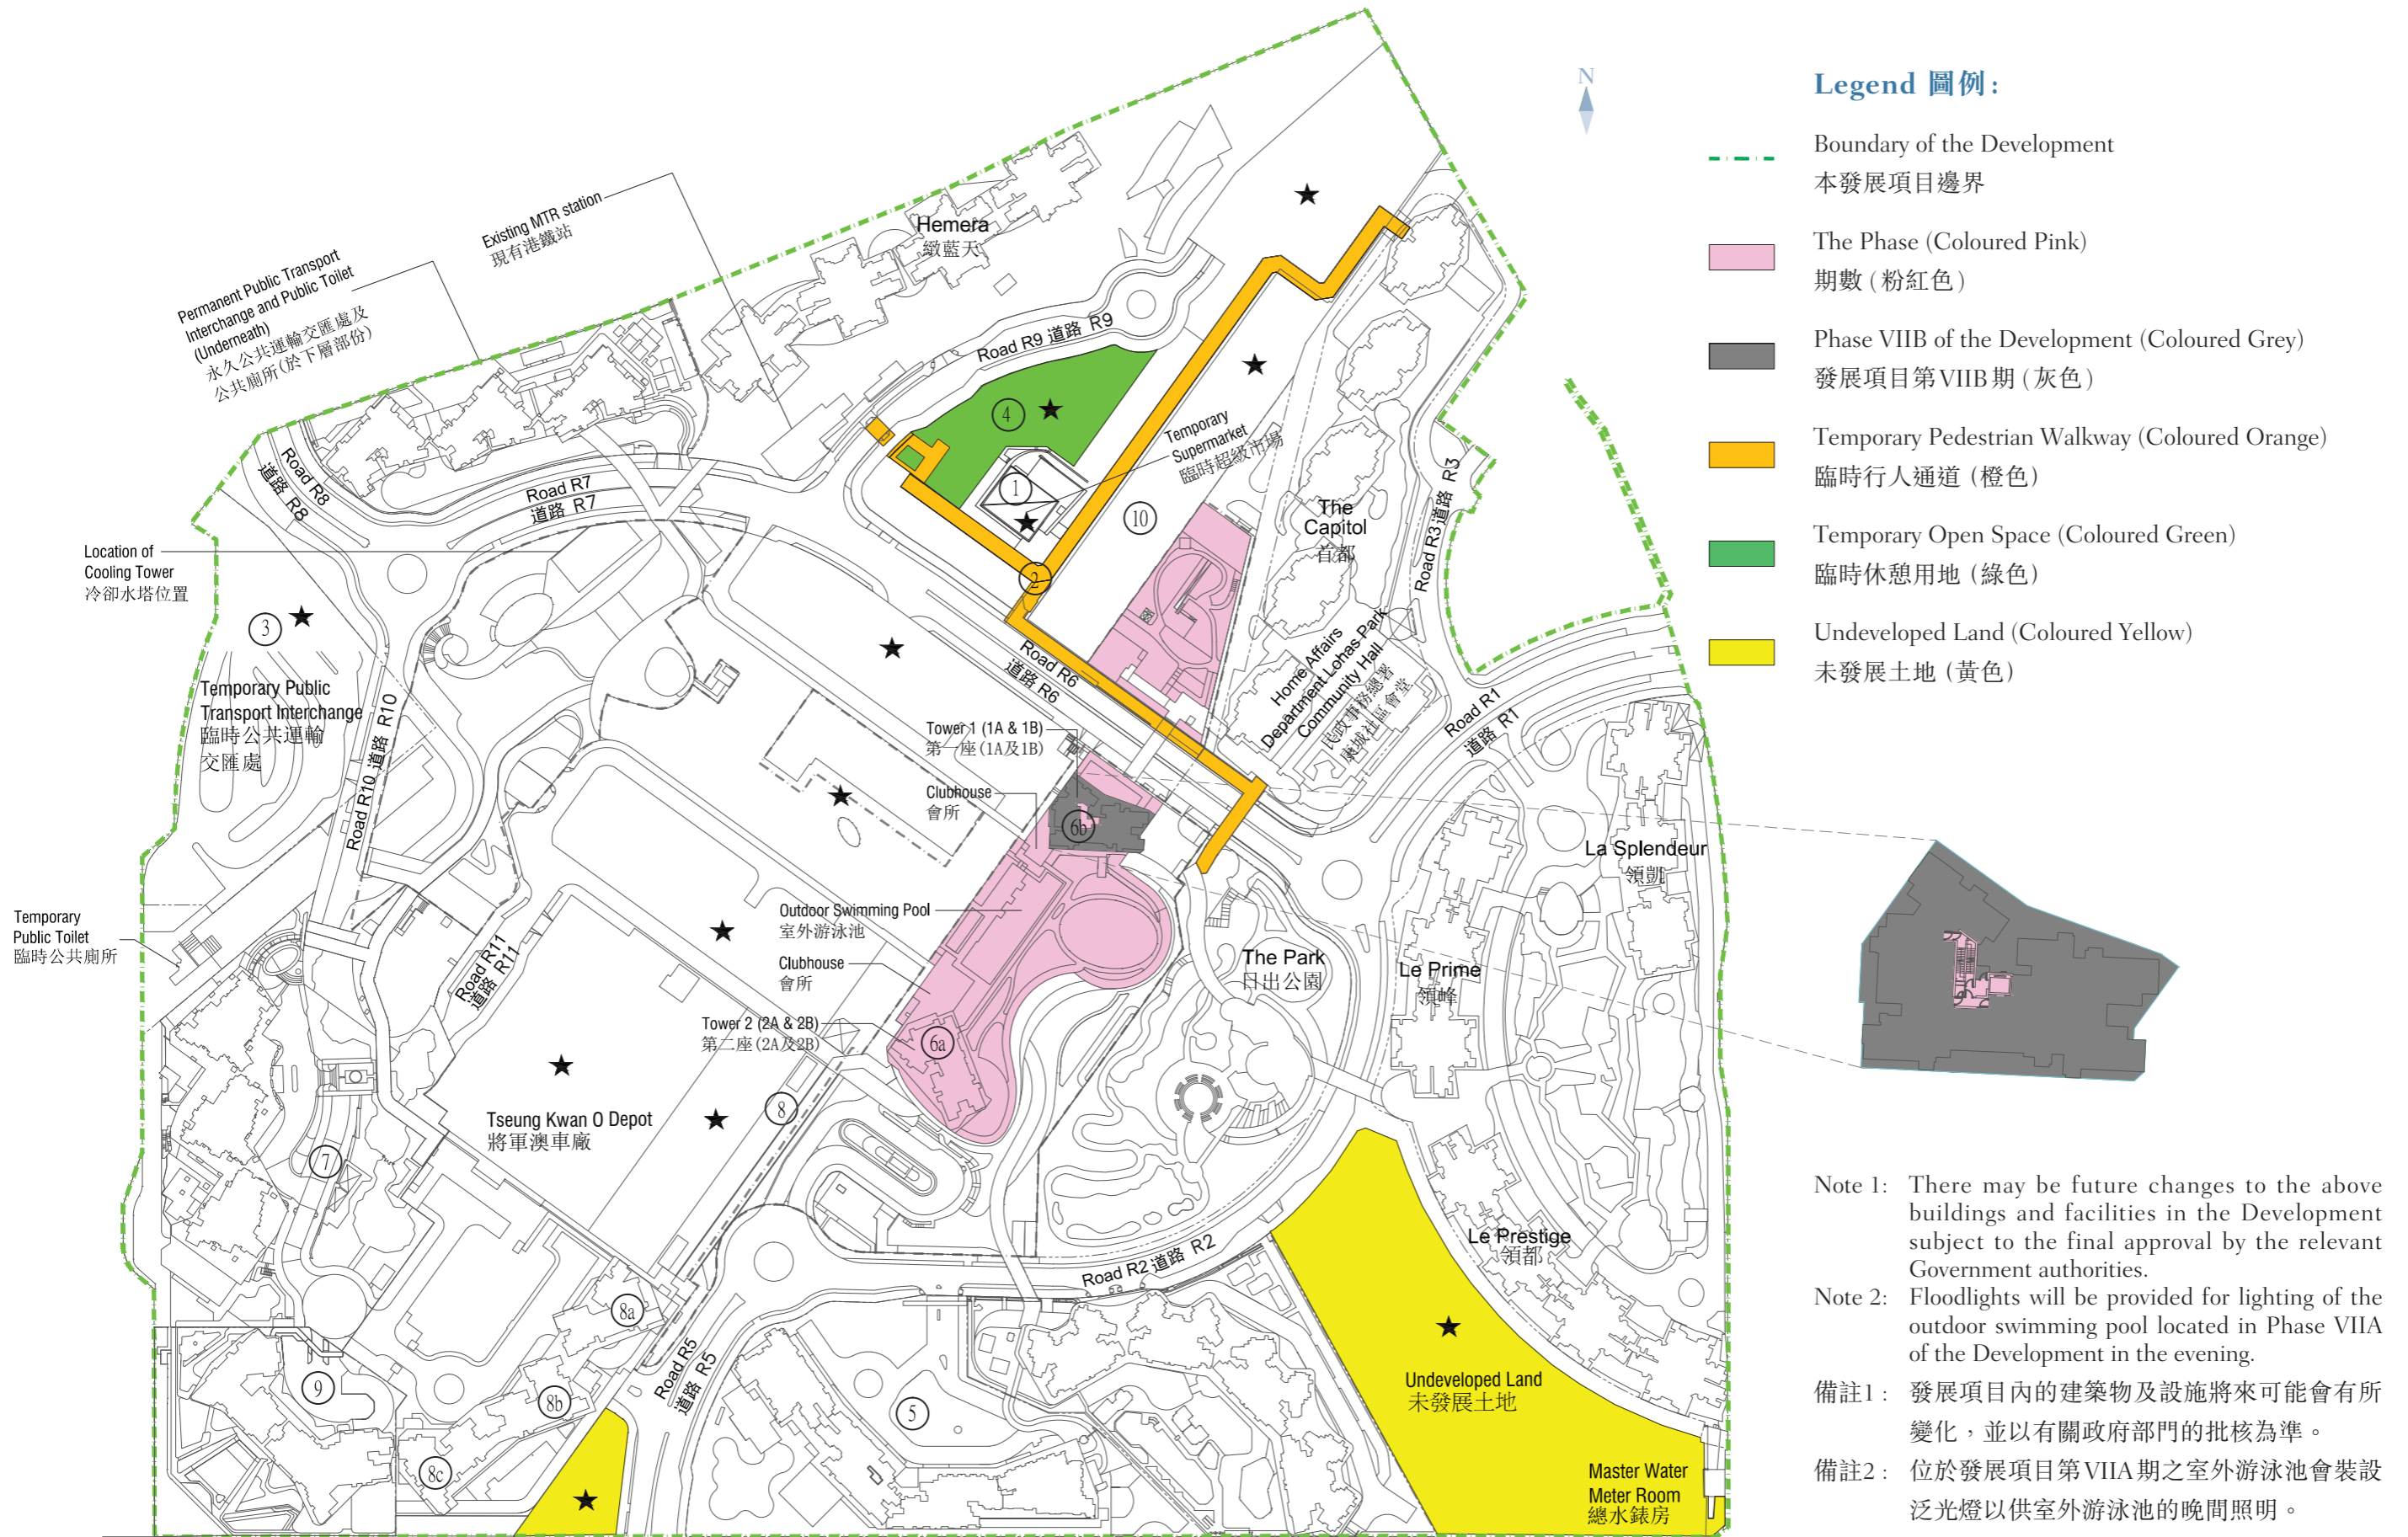 N
Legend 圖例：
Boundary of the Development
本發展項目邊界
The Phase (Coloured Pink)
期數 (粉紅色)
Phase VIIB of the Development (Coloured Grey)
發展項目第VIIB期 (灰色)
Temporary Pedestrian Walkway (Coloured Orange)
臨時行人通道 (橙色)
Temporary Open Space (Coloured Green)
臨時休憩用地 (綠色)
Undeveloped Land (Coloured Yellow)
未發展土地 (黃色)
Permanent Public Transport
Interchange and Public Toilet
(Underneath)
永久公共運輸交匯處及
公共廁所(於下層部份)
Existing MTR station
現有港鐵站
Hemera
緻藍天
Road R9 道路 R9
4
Temporary
Supermarket
臨時超級市場
1
10
2
The
Capitol
首都
Road R3 道路 R3
Road R8
道路 R8
Road R7
道路 R7
Location of
Cooling Tower
冷卻水塔位置
3
Temporary Public
Transport Interchange
臨時公共運輸
交匯處
Road R10 道路 R10
Road R6
道路 R6
Home Affairs
Department Lohas Park
Community Hall
民政事務總署
康城社區會堂
Road R1
道路 R1
Tower 1 (1A & 1B)
第一座(1A及1B)
Clubhouse
會所
6b
La Splendeur
領凱
Temporary
Public Toilet
臨時公共廁所
Outdoor Swimming Pool
室外游泳池
Clubhouse
會所
Road R11
道路 R11
The Park
日出公園
Le Prime
領峰
Tower 2 (2A & 2B)
第二座(2A及2B)
6a
Tseung Kwan O Depot
將軍澳車廠
8
7
Le Prestige
領都
Road R2 道路 R2
8a
Road R5
道路 R5
9
8b
8c
5
Undeveloped Land
未發展土地
Master Water
Meter Room
總水錶房
Note 1: There may be future changes to the above
buildings and facilities in the Development
subject to the final approval by the relevant
Government authorities.
Note 2: Floodlights will be provided for lighting of the
outdoor swimming pool located in Phase VIIA
of the Development in the evening.
備註1： 發展項目內的建築物及設施將來可能會有所
變化，並以有關政府部門的批核為準。
備註2： 位於發展項目第VIIA期之室外游泳池會裝設
泛光燈以供室外游泳池的晚間照明。